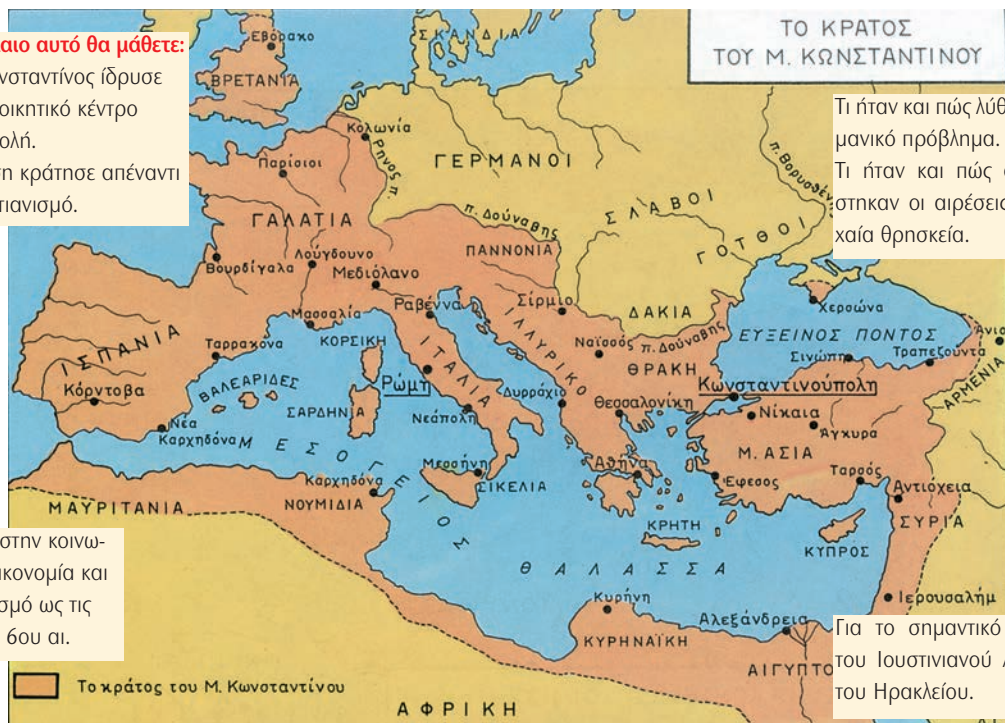 ΤΟ ΚΡΑΤΟΣ
ΤΟΥ Μ. ΚΩΝΣΤΑΝΤΙΝΟΥ
αιο αυτό θα μάθετε:
νσταντίνος ίδρυσε
οικητικό κέντρο
ολή.
ση κράτησε απέναντι
τιανισμό.
Τι ήταν και πώς λύθ
μανικό πρόβλημα.
Τι ήταν και πώς
στηκαν οι αιρέσεις
χαία θρησκεία.
Εβόρακο
ΣΚΑΝΔΙΑ
ΒΡΕΤΑΝΙΑ
Κολωνία
Ρήνος π.
Παρίσιοι
ΓΕΡΜΑΝΟΙ
π. Βορυσθένης
ΣΛΑΒΟΙ
ΓΑΛΑΤΙΑ
π. Δούναβης
ΓΟΤΘΟΙ
ΠΑΝΝΟΝΙΑ
Βουρδίγαλα
Λούγδουνο
Μεδιόλανο
Ραβέννα
Σίρμιο
ΔΑΚΙΑ
Χερσώνα
Μασσαλία
ΚΟΡΣΙΚΗ
ΙΛΛΥΡΙΚΟ
Ναϊσσός
π. Δούναβης
ΕΥΞΕΙΝΟΣ ΠΟΝΤΟΣ
Άνιο
ΙΣΠΑΝΙΑ
Ταρρακόνα
ΙΤΑΛΙΑ
ΘΡΑΚΗ
Σινώπη
Τραπεζούντα
Κόρντοβα
ΒΑΛΕΑΡΙΔΕΣ
Ρώμη
Δυρράχιο
Κωνσταντινούπολη
ΑΡΜΕΝΙΑ
ΣΑΡΔΗΝΙΑ
Νεάπολη
Θεσσαλονίκη
Νίκαια
Νέα
Καρχηδόνα
Άγκυρα
ΜΕΣΟΓΕΙΟΣ
Μ. ΑΣΙΑ
Μεσσήνη
Αθήνα
Έφεσος
Ταρσός
Καρχηδόνα
ΣΙΚΕΛΙΑ
Αντιόχεια
ΜΑΥΡΙΤΑΝΙΑ
ΝΟΥΜΙΔΙΑ
ΚΡΗΤΗ
ΣΥΡΙΑ
ΚΥΠΡΟΣ
ΘΑΛΑΣΣΑ
Κυρήνη
Ιερουσαλήμ
Αλεξάνδρεια
ΚΥΡΗΝΑΪΚΗ
ΑΙΓΥΠΤΟ
στην κοινω-
ικονομία και
σμό ως τις
6ου αι.
Για το σημαντικό
του Ιουστινιανού
του Ηρακλείου.
Το κράτος του Μ. Κωνσταντίνου
ΑΦΡΙΚΗ